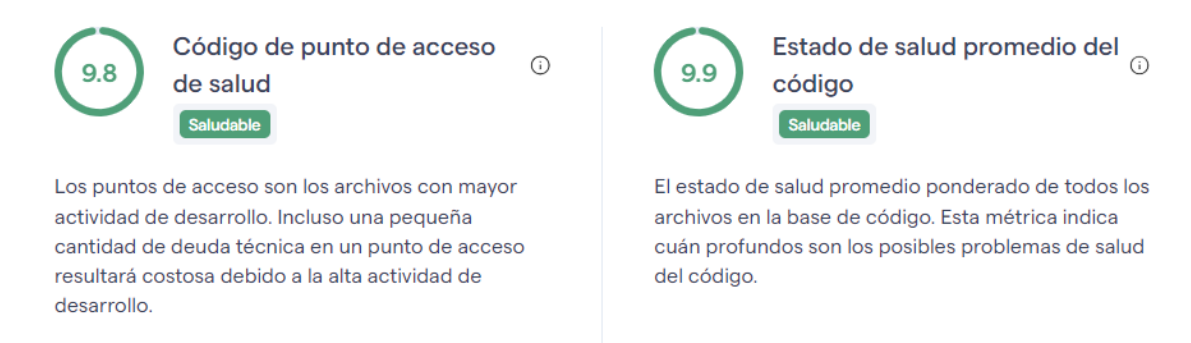 9.8
Código de punto de acceso
de salud
Saludable
Los puntos de acceso son los archivos con mayor
actividad de desarrollo. Incluso una pequeña
cantidad de deuda técnica en un punto de acceso
resultará costosa debido a la alta actividad de
desarrollo.
9.9
Estado de salud promedio del
código
Saludable
El estado de salud promedio ponderado de todos los
archivos en la base de código. Esta métrica indica
cuán profundos son los posibles problemas de salud
del código.